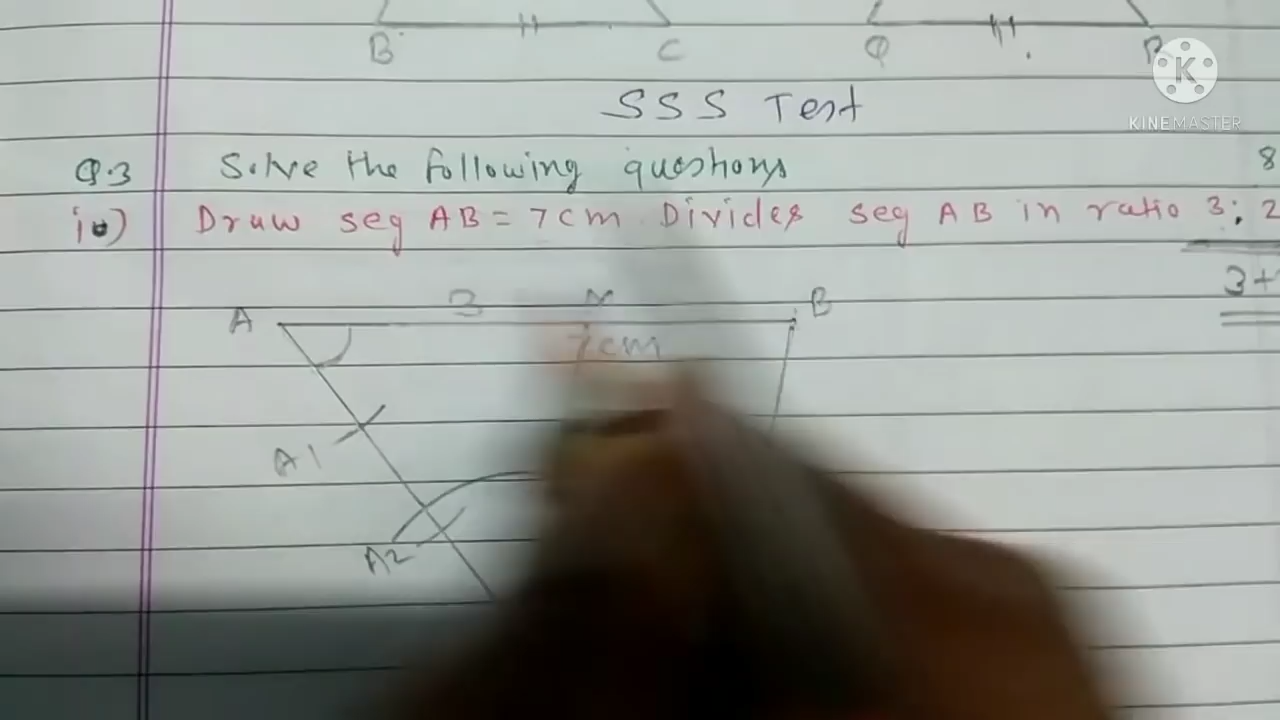 B C Q R
K
KINEMASTER
SSS Test
Q.3 Solve the following questions 8
i) Draw seg AB = 7cm Divides seg AB in ratio 3:2
3+
A 3 B
7cm
A1
A2